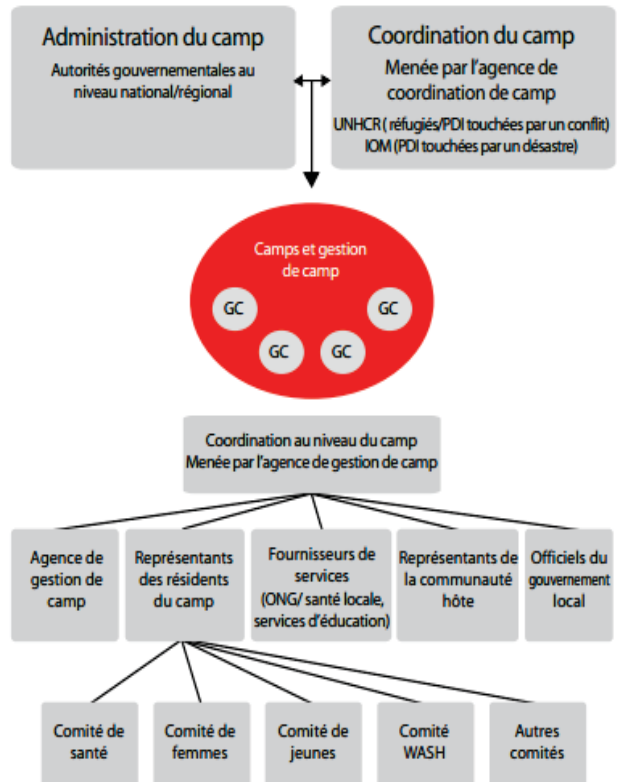 Administration du camp
Autorités gouvernementales au
niveau national/régional
Coordination du camp
Menée par l'agence de
coordination de camp
UNHCR ( réfugiés/PDI touchées par un conflit)
IOM (PDI touchées par un désastre)
Camps et gestion
de camp
GC
GC
GC
GC
Coordination au niveau du camp
Menée par l'agence de gestion de camp
Agence de
gestion de
camp
Représentants
des résidents
du camp
Fournisseurs de
services
(ONG/ santé locale,
services d'éducation)
Représentants de
la communauté
hôte
Officiels du
gouvernement
local
Comité de
santé
Comité de
femmes
Comité de
jeunes
Comité
WASH
Autres
comités